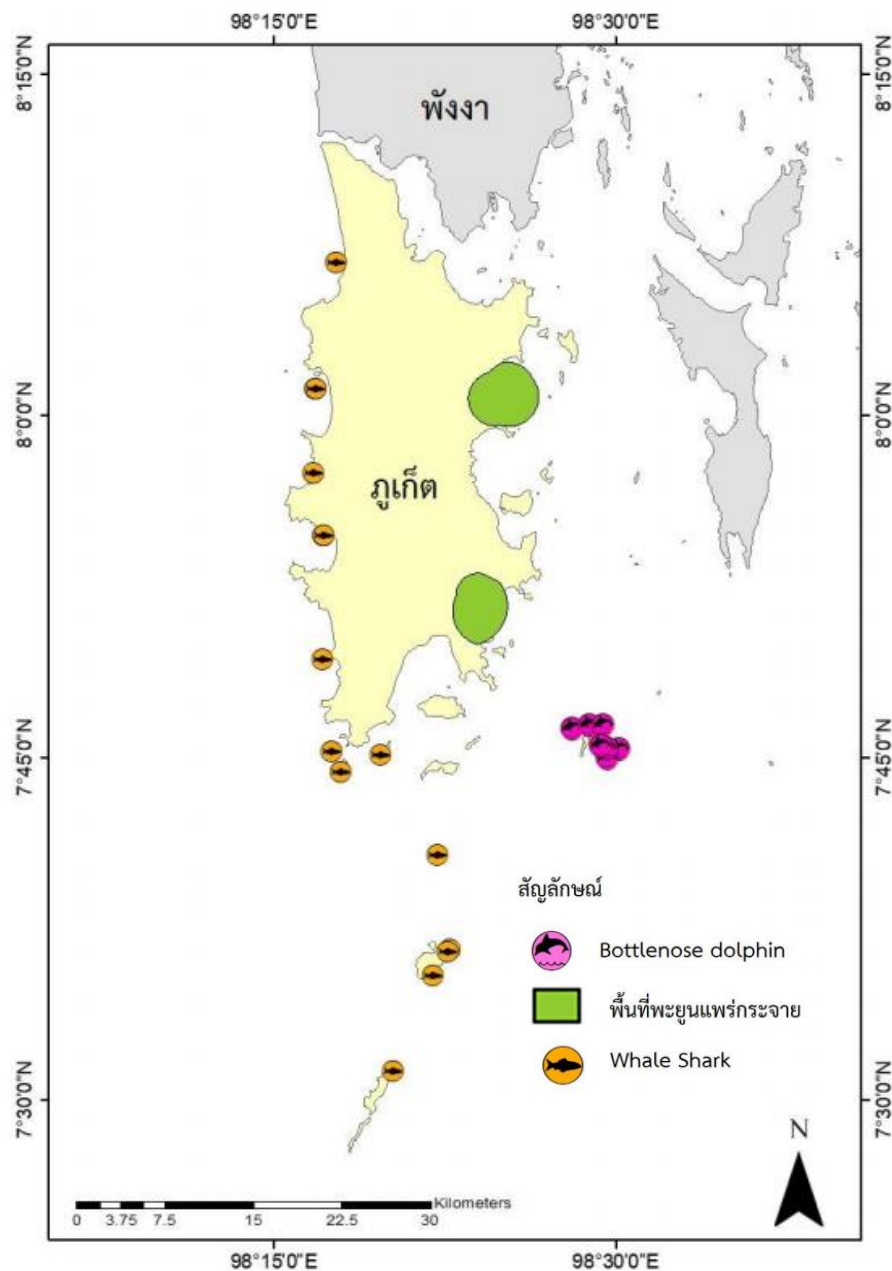 98°15'0"E 98°30'0"E
8°15'0"N 8°15'0"N
พังงา
8°0'0"N 8°0'0"N
ภูเก็ต
7°45'0"N 7°45'0"N
สัญลักษณ์
Bottlenose dolphin
พื้นที่พะยูนแพร่กระจาย
Whale Shark
7°30'0"N 7°30'0"N
N
Kilometers
0 3.75 7.5 15 22.5 30
98°15'0"E 98°30'0"E